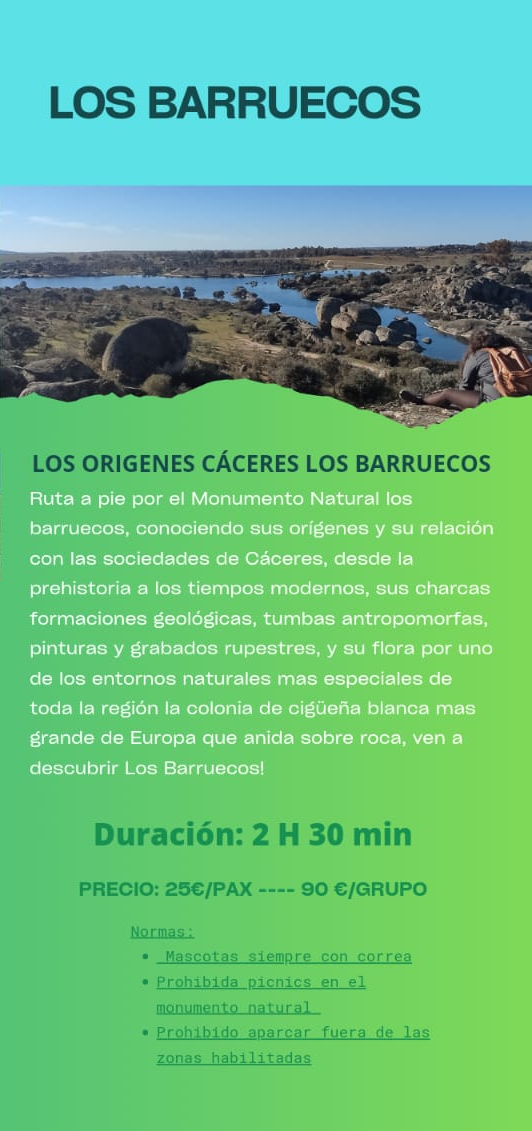 LOS BARRUECOS
LOS ORIGENES CÁCERES LOS BARRUECOS
Ruta a pie por el Monumento Natural los
barruecos, conociendo sus orígenes y su relación
con las sociedades de Cáceres, desde la
prehistoria a los tiempos modernos, sus charcas
formaciones geológicas, tumbas antropomorfas,
pinturas y grabados rupestres, y su flora por uno
de los entornos naturales mas especiales de
toda la región la colonia de cigüeña blanca mas
grande de Europa que anida sobre roca, ven a
descubrir Los Barruecos!
Duración: 2 H 30 min
PRECIO: 25€/PAX ---- 90 €/GRUPO
Normas:
• Mascotas siempre con correa
• Prohibida picnics en el
monumento natural
• Prohibido aparcar fuera de las
zonas habilitadas